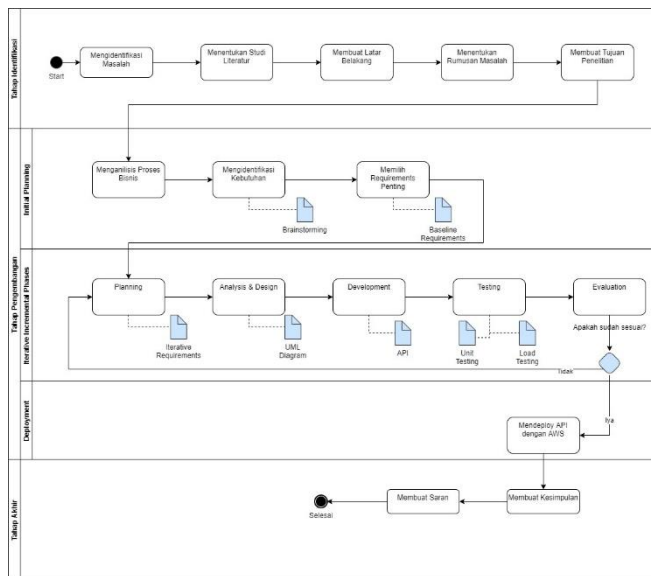 Tahap Identifikasi
Start
Mengidentifikasi
Masalah
Menentukan Studi
Literatur
Membuat Latar
Belakang
Menentukan
Rumusan Masalah
Membuat Tujuan
Penelitian
Tahap Pengembangan
Initial Planning
Menganilisis Proses
Bisnis
Mengidentifikasi
Kebutuhan
Memilih
Requirements
Penting
Brainstorming
Baseline
Requirements
Iterative Incremental Phases
Planning
Analysis & Design
Development
Testing
Evaluation
Iterative
Requirements
UML
Diagram
API
Unit
Testing
Load
Testing
Apakah sudah sesuai?
Tidak
Iya
Deployment
Mendeploy API
dengan AWS
Tahap Akhir
Selesai
Membuat Saran
Membuat Kesimpulan